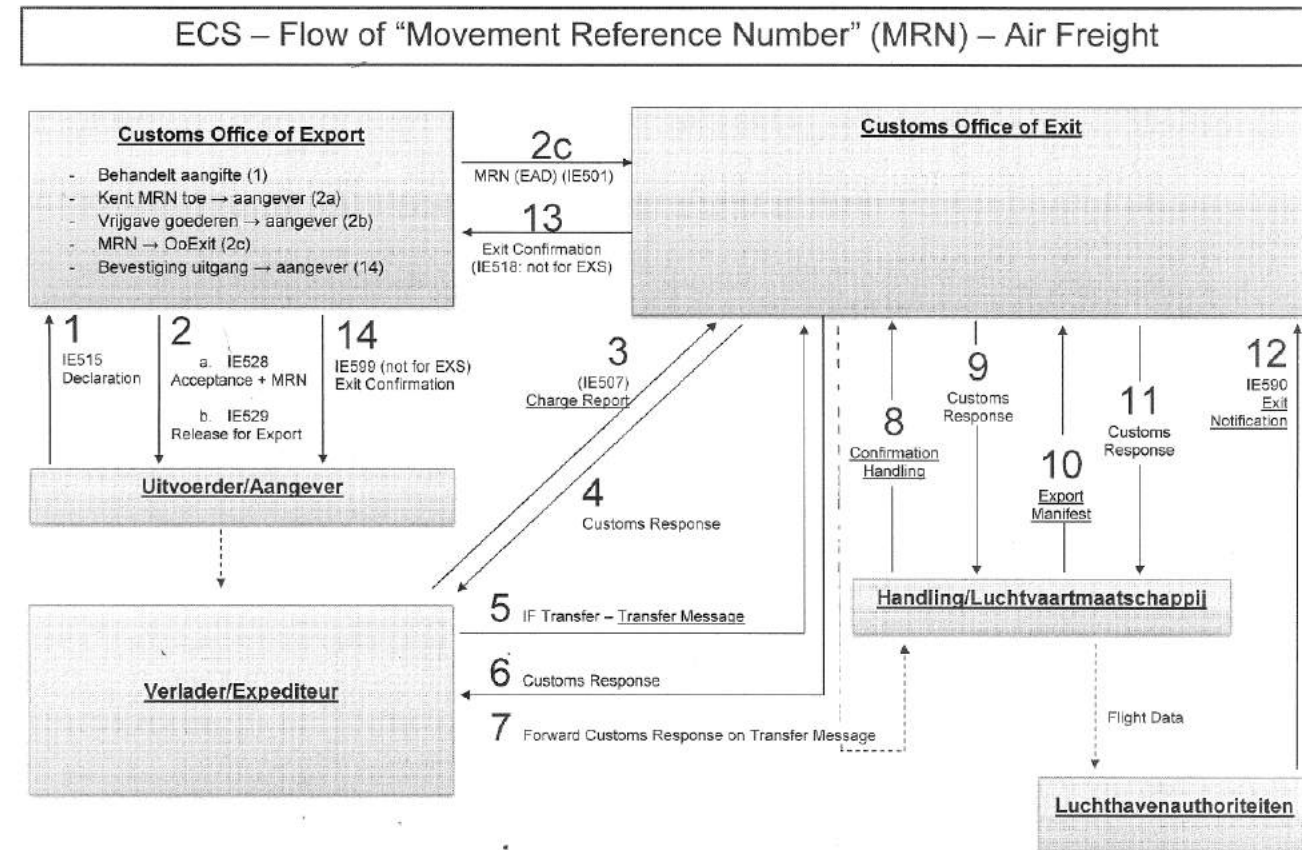 ECS – Flow of “Movement Reference Number” (MRN) – Air Freight
Customs Office of Export
- Behandelt aangifte (1)
- Kent MRN toe → aangever (2a)
- Vrijgave goederen → aangever (2b)
- MRN → OoExit (2c)
- Bevestiging uitgang → aangever (14)
2c
MRN (EAD) (IE501)
13
Exit Confirmation
(IE518: not for EXS)
Customs Office of Exit
1
IE515
Declaration
2
a. IE528
Acceptance + MRN
b. IE529
Release for Export
14
IE599 (not for EXS)
Exit Confirmation
3
(IE507)
Charge Report
4
Customs Response
8
Confirmation
Handling
9
Customs
Response
10
Export
Manifest
11
Customs
Response
12
IE590
Exit
Notification
Uitvoerder/Aangever
Handling/Luchtvaartmaatschappij
5 IF Transfer – Transfer Message
6 Customs Response
7 Forward Customs Response on Transfer Message
Verlader/Expediteur
Flight Data
Luchthavenauthoriteiten